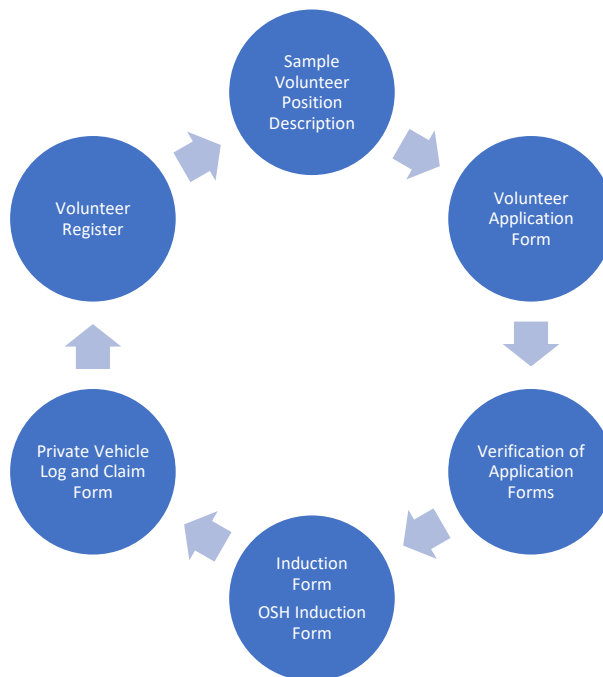 Sample
Volunteer
Position
Description
Volunteer
Application
Form
Verification of
Application
Forms
Induction
Form
OSH Induction
Form
Private Vehicle
Log and Claim
Form
Volunteer
Register